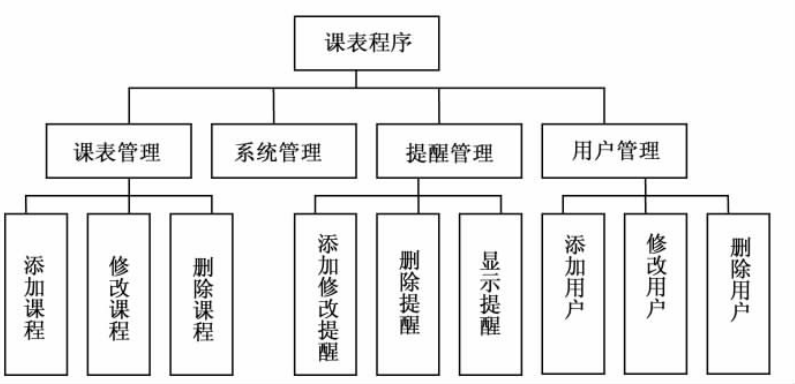 课表程序
课表管理
系统管理
提醒管理
用户管理
添加课程
修改课程
删除课程
添加修改提醒
删除提醒
显示提醒
添加用户
修改用户
删除用户